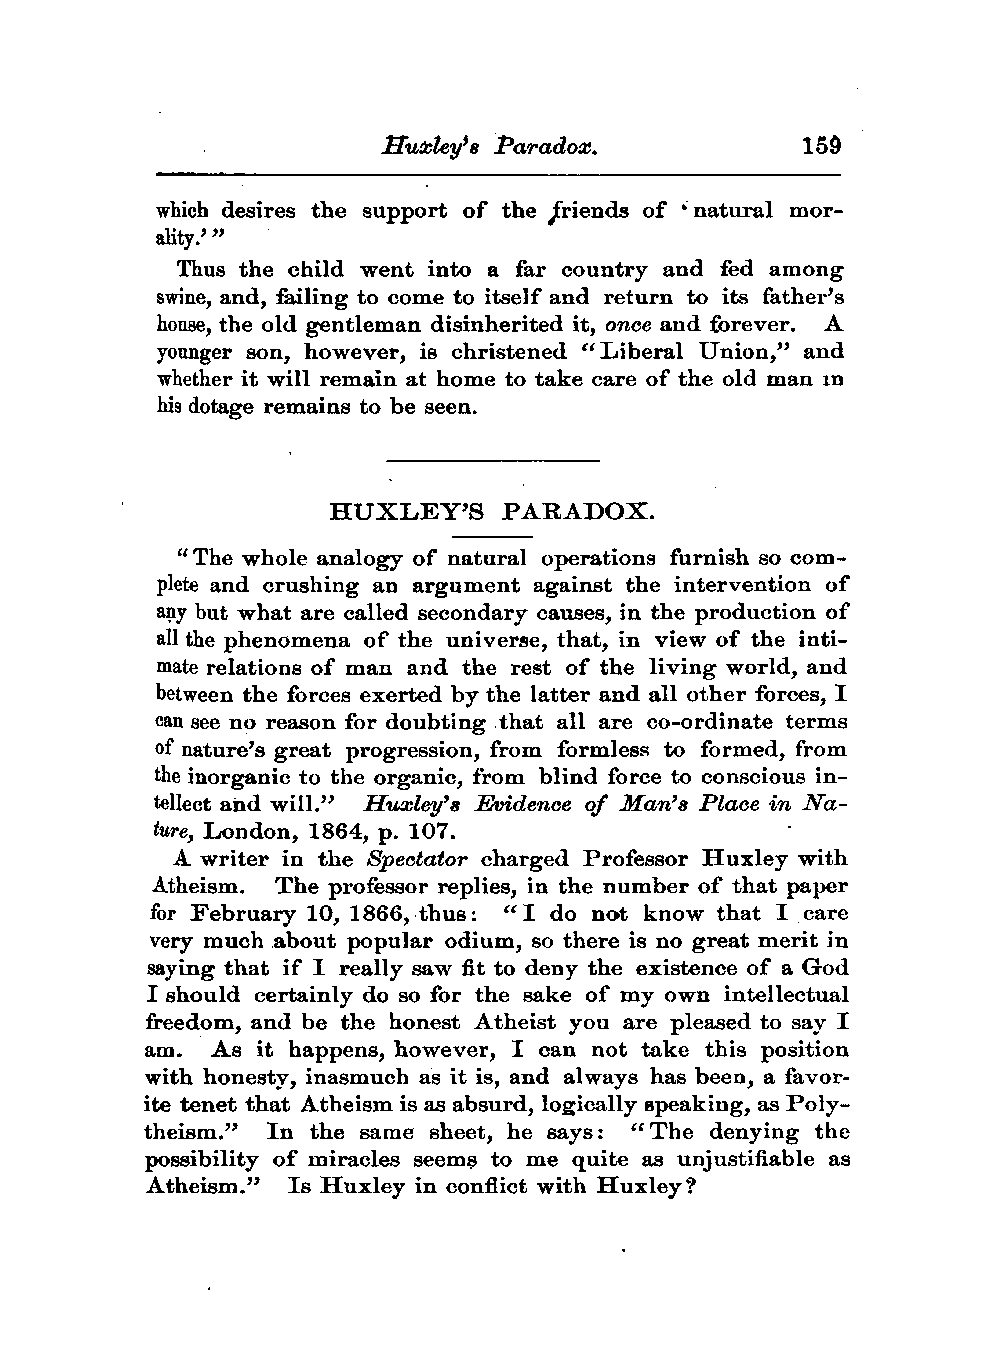 Huxley's Paradox. 159
which desires the support of the friends of 'natural mor-
ality.'"
Thus the child went into a far country and fed among
swine, and, failing to come to itself and return to its father's
house, the old gentleman disinherited it, once and forever. A
younger son, however, is christened "Liberal Union," and
whether it will remain at home to take care of the old man in
his dotage remains to be seen.
HUXLEY'S PARADOX.
"The whole analogy of natural operations furnish so com-
plete and crushing an argument against the intervention of
any but what are called secondary causes, in the production of
all the phenomena of the universe, that, in view of the inti-
mate relations of man and the rest of the living world, and
between the forces exerted by the latter and all other forces, I
can see no reason for doubting that all are co-ordinate terms
of nature's great progression, from formless to formed, from
the inorganic to the organic, from blind force to conscious in-
tellect and will." Huxley's Evidence of Man's Place in Na-
ture, London, 1864, p. 107.
A writer in the Spectator charged Professor Huxley with
Atheism. The professor replies, in the number of that paper
for February 10, 1866, thus: "I do not know that I care
very much about popular odium, so there is no great merit in
saying that if I really saw fit to deny the existence of a God
I should certainly do so for the sake of my own intellectual
freedom, and be the honest Atheist you are pleased to say I
am. As it happens, however, I can not take this position
with honesty, inasmuch as it is, and always has been, a favor-
ite tenet that Atheism is as absurd, logically speaking, as Poly-
theism." In the same sheet, he says: "The denying the
possibility of miracles seems to me quite as unjustifiable as
Atheism." Is Huxley in conflict with Huxley?